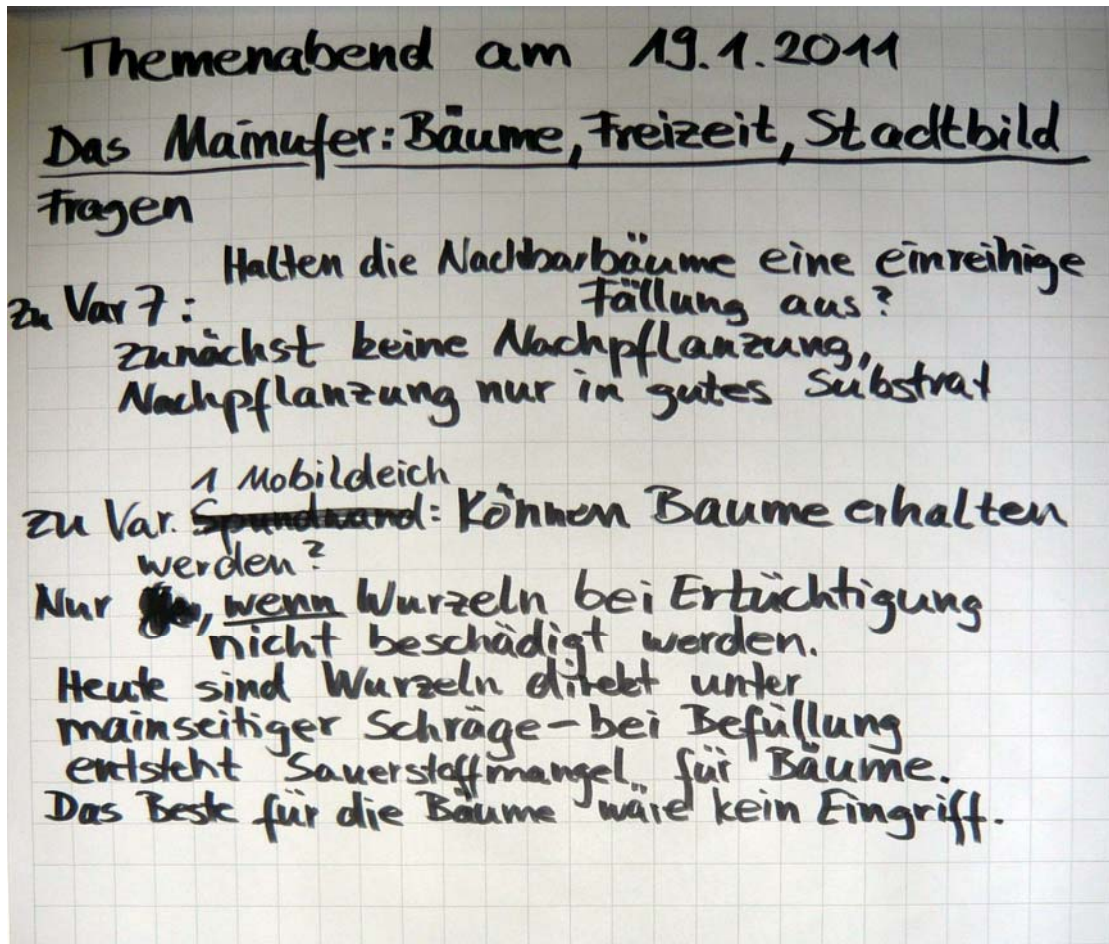 Themenabend am 19.1.2011
Das Mainufer: Bäume, Freizeit, Stadtbild
Fragen
Halten die Nachbarbäume eine einreihige
zu Var 7: Fällung aus?
zunächst keine Nachpflanzung,
Nachpflanzung nur in gutes Substrat
1 Mobildeich
zu Var. Spundwand: Können Baume erhalten
werden?
Nur , wenn Wurzeln bei Ertüchtigung
nicht beschädigt werden.
Heute sind Wurzeln direkt unter
mainseitiger Schräge - bei Befüllung
entsteht Sauerstoffmangel für Bäume.
Das Beste für die Bäume wäre kein Eingriff.